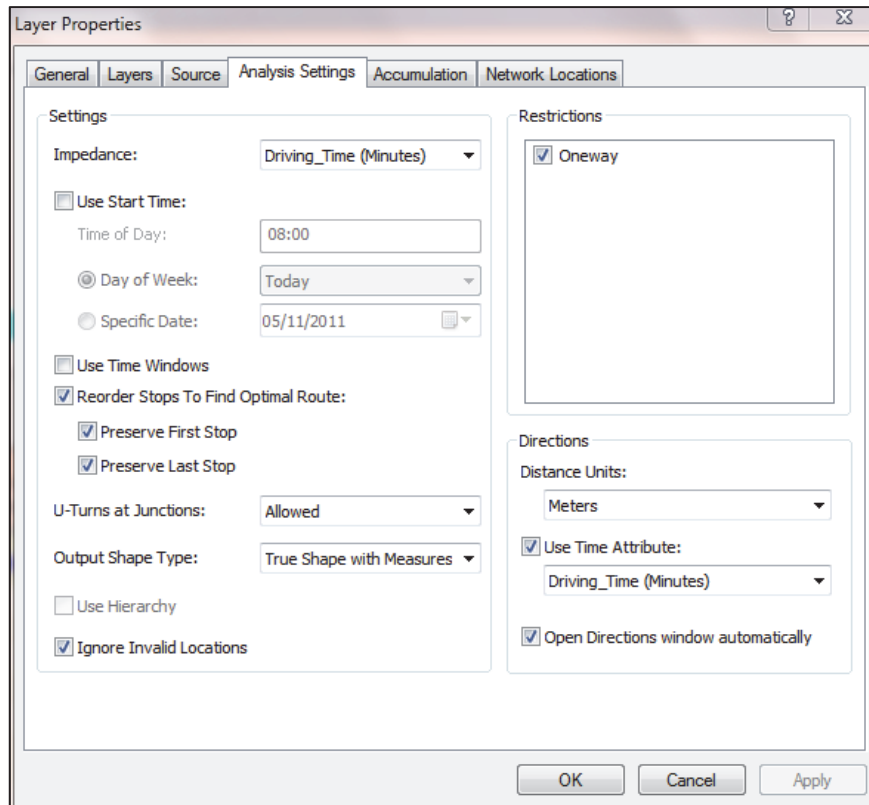 Layer Properties
General Layers Source Analysis Settings Accumulation Network Locations
Settings
Impedance: Driving_Time (Minutes)
Use Start Time:
Time of Day: 08:00
Day of Week: Today
Specific Date: 05/11/2011
Use Time Windows
Reorder Stops To Find Optimal Route:
Preserve First Stop
Preserve Last Stop
U-Turns at Junctions: Allowed
Output Shape Type: True Shape with Measures
Use Hierarchy
Ignore Invalid Locations
Restrictions
Oneway
Directions
Distance Units:
Meters
Use Time Attribute:
Driving_Time (Minutes)
Open Directions window automatically
OK Cancel Apply